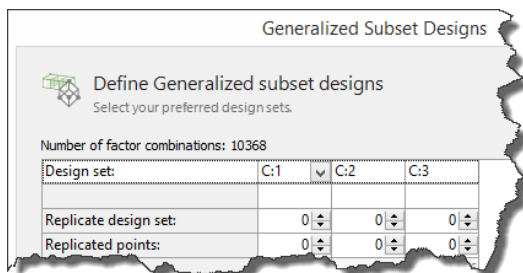 Generalized Subset Designs
Define Generalized subset designs
Select your preferred design sets.
Number of factor combinations: 10368
Design set: C:1 C:2 C:3
Replicate design set: 0 0 0
Replicated points: 0 0 0